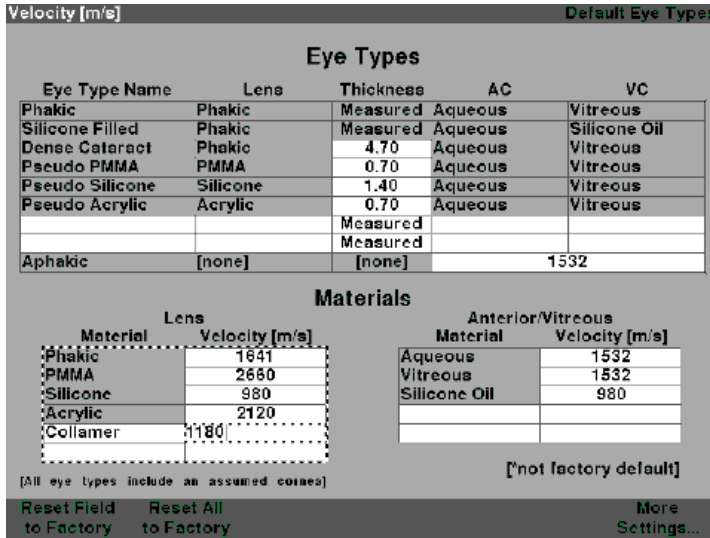 Velocity [m/s] Default Eye Type
Eye Types
Eye Type Name Lens Thickness AC VC
Phakic Phakic Measured Aqueous Vitreous
Silicone Filled Phakic Measured Aqueous Silicone Oil
Dense Cataract Phakic 4.70 Aqueous Vitreous
Pseudo PMMA PMMA 0.70 Aqueous Vitreous
Pseudo Silicone Silicone 1.40 Aqueous Vitreous
Pseudo Acrylic Acrylic 0.70 Aqueous Vitreous
Measured
Measured
Aphakic [none] [none] 1532
Materials
Lens Anterior/Vitreous
Material Velocity [m/s] Material Velocity [m/s]
Phakic 1641 Aqueous 1532
PMMA 2660 Vitreous 1532
Silicone 980 Silicone Oil 980
Acrylic 2120
Collamer 1180
[All eye types include an assumed cornea]
[*not factory default]
Reset Field Reset All More
to Factory to Factory Settings...